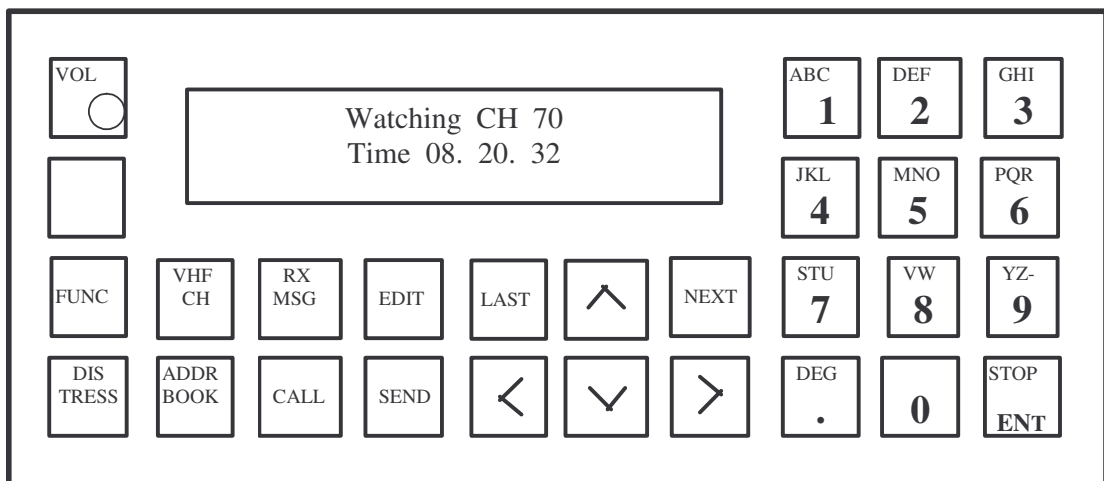 VOL
Watching CH 70
Time 08. 20. 32
ABC
1
DEF
2
GHI
3
JKL
4
MNO
5
PQR
6
FUNC
VHF
CH
RX
MSG
EDIT
LAST
NEXT
STU
7
VW
8
YZ-
9
DIS
TRESS
ADDR
BOOK
CALL
SEND
DEG
.
0
STOP
ENT